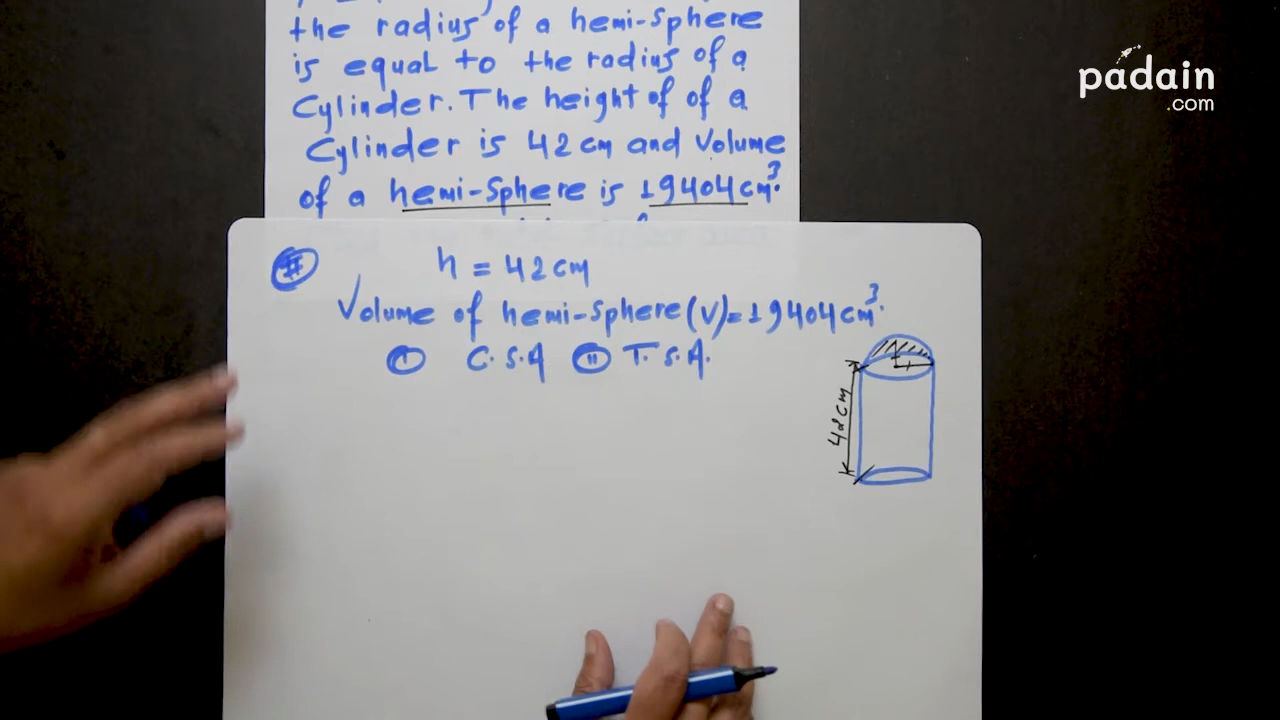 the radius of a hemi-sphere
is equal to the radius of a
Cylinder. The height of of a
Cylinder is 42 cm and volume
of a hemi-sphere is 19404 cm³.
h = 42 cm
Volume of hemi-sphere (V) = 19404 cm³.
(i) C.S.A (ii) T.S.A.
42 cm
r
padain
.com